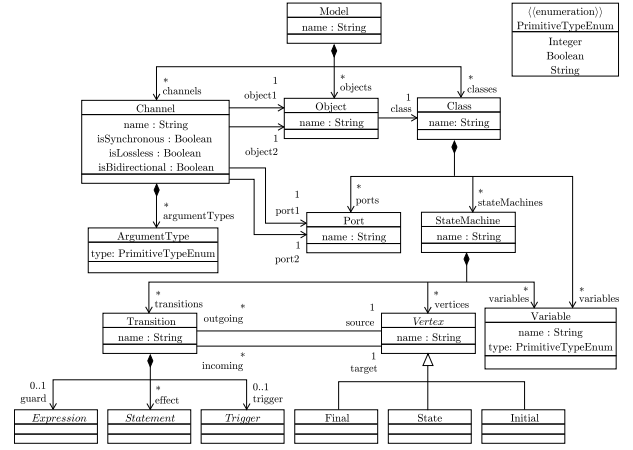 Model
name : String
⟨⟨enumeration⟩⟩
PrimitiveTypeEnum
Integer
Boolean
String
*
channels
1
object1
*
objects
1
class
*
classes
Channel
name : String
isSynchronous : Boolean
isLossless : Boolean
isBidirectional : Boolean
Object
name : String
Class
name: String
1
object2
*
argumentTypes
1
port1
*
ports
*
stateMachines
ArgumentType
type: PrimitiveTypeEnum
Port
name : String
1
port2
StateMachine
name : String
*
transitions
*
outgoing
1
source
*
vertices
*
variables
*
variables
Transition
name : String
Vertex
name : String
Variable
name : String
type: PrimitiveTypeEnum
*
incoming
1
target
0..1
guard
*
effect
0..1
trigger
Expression
Statement
Trigger
Final
State
Initial